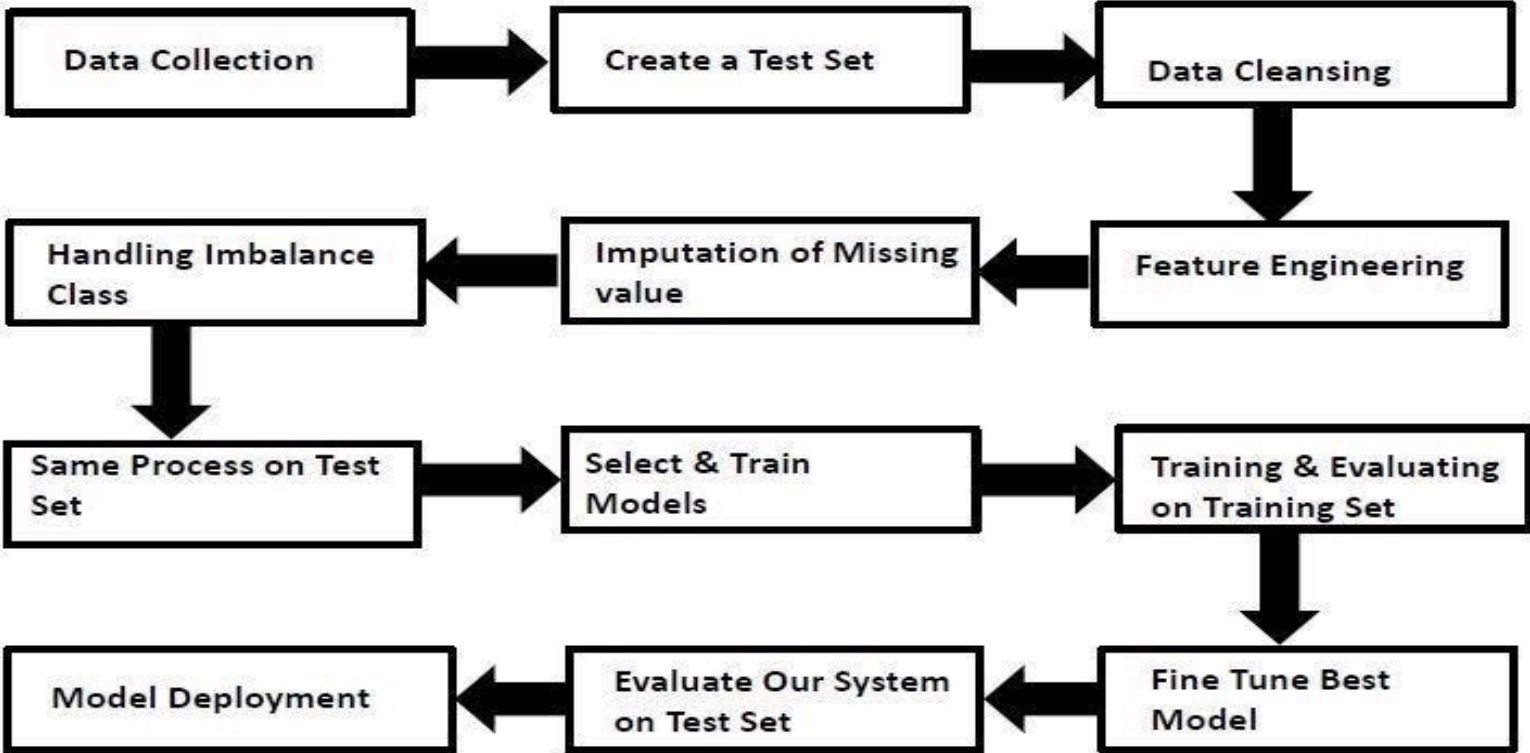 Data Collection
Create a Test Set
Data Cleansing
Feature Engineering
Imputation of Missing
value
Handling Imbalance
Class
Same Process on Test
Set
Select & Train
Models
Training & Evaluating
on Training Set
Fine Tune Best
Model
Evaluate Our System
on Test Set
Model Deployment